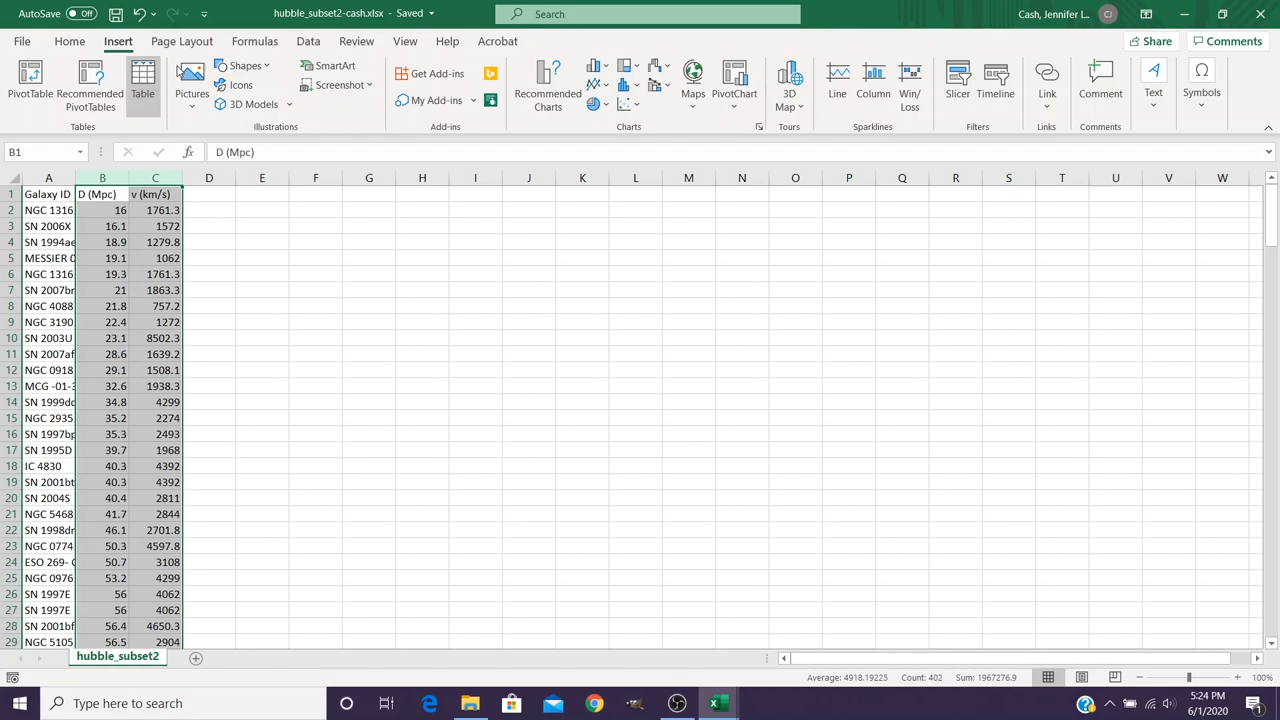 AutoSave Off hubble_subset2-cash.xlsx - Saved Search Cash, Jennifer L... CJ
File Home Insert Page Layout Formulas Data Review View Help Acrobat Share Comments
PivotTable Recommended PivotTables Table Pictures Shapes Icons 3D Models SmartArt Screenshot Get Add-ins My Add-ins Recommended Charts Maps PivotChart 3D Map Line Column Win/Loss Slicer Timeline Link Comment Text Symbols
Tables Illustrations Add-ins Charts Tours Sparklines Filters Links Comments
B1 fx D (Mpc)
A B C D E F G H I J K L M N O P Q R S T U V W
1 Galaxy ID D (Mpc) v (km/s)
2 NGC 1316 16 1761.3
3 SN 2006X 16.1 1572
4 SN 1994ae 18.9 1279.8
5 MESSIER 0 19.1 1062
6 NGC 1316 19.3 1761.3
7 SN 2007br 21 1863.3
8 NGC 4088 21.8 757.2
9 NGC 3190 22.4 1272
10 SN 2003U 23.1 8502.3
11 SN 2007af 28.6 1639.2
12 NGC 0918 29.1 1508.1
13 MCG -01-3 32.6 1938.3
14 SN 1999dq 34.8 4299
15 NGC 2935 35.2 2274
16 SN 1997bp 35.3 2493
17 SN 1995D 39.7 1968
18 IC 4830 40.3 4392
19 SN 2001bt 40.3 4392
20 SN 2004S 40.4 2811
21 NGC 5468 41.7 2844
22 SN 1998dr 46.1 2701.8
23 NGC 0774 50.3 4597.8
24 ESO 269- G 50.7 3108
25 NGC 0976 53.2 4299
26 SN 1997E 56 4062
27 SN 1997E 56 4062
28 SN 2001bf 56.4 4650.3
29 NGC 5105 56.5 2904
hubble_subset2
Average: 4918.19225 Count: 402 Sum: 1967276.9 100%
Type here to search 5:24 PM
6/1/2020